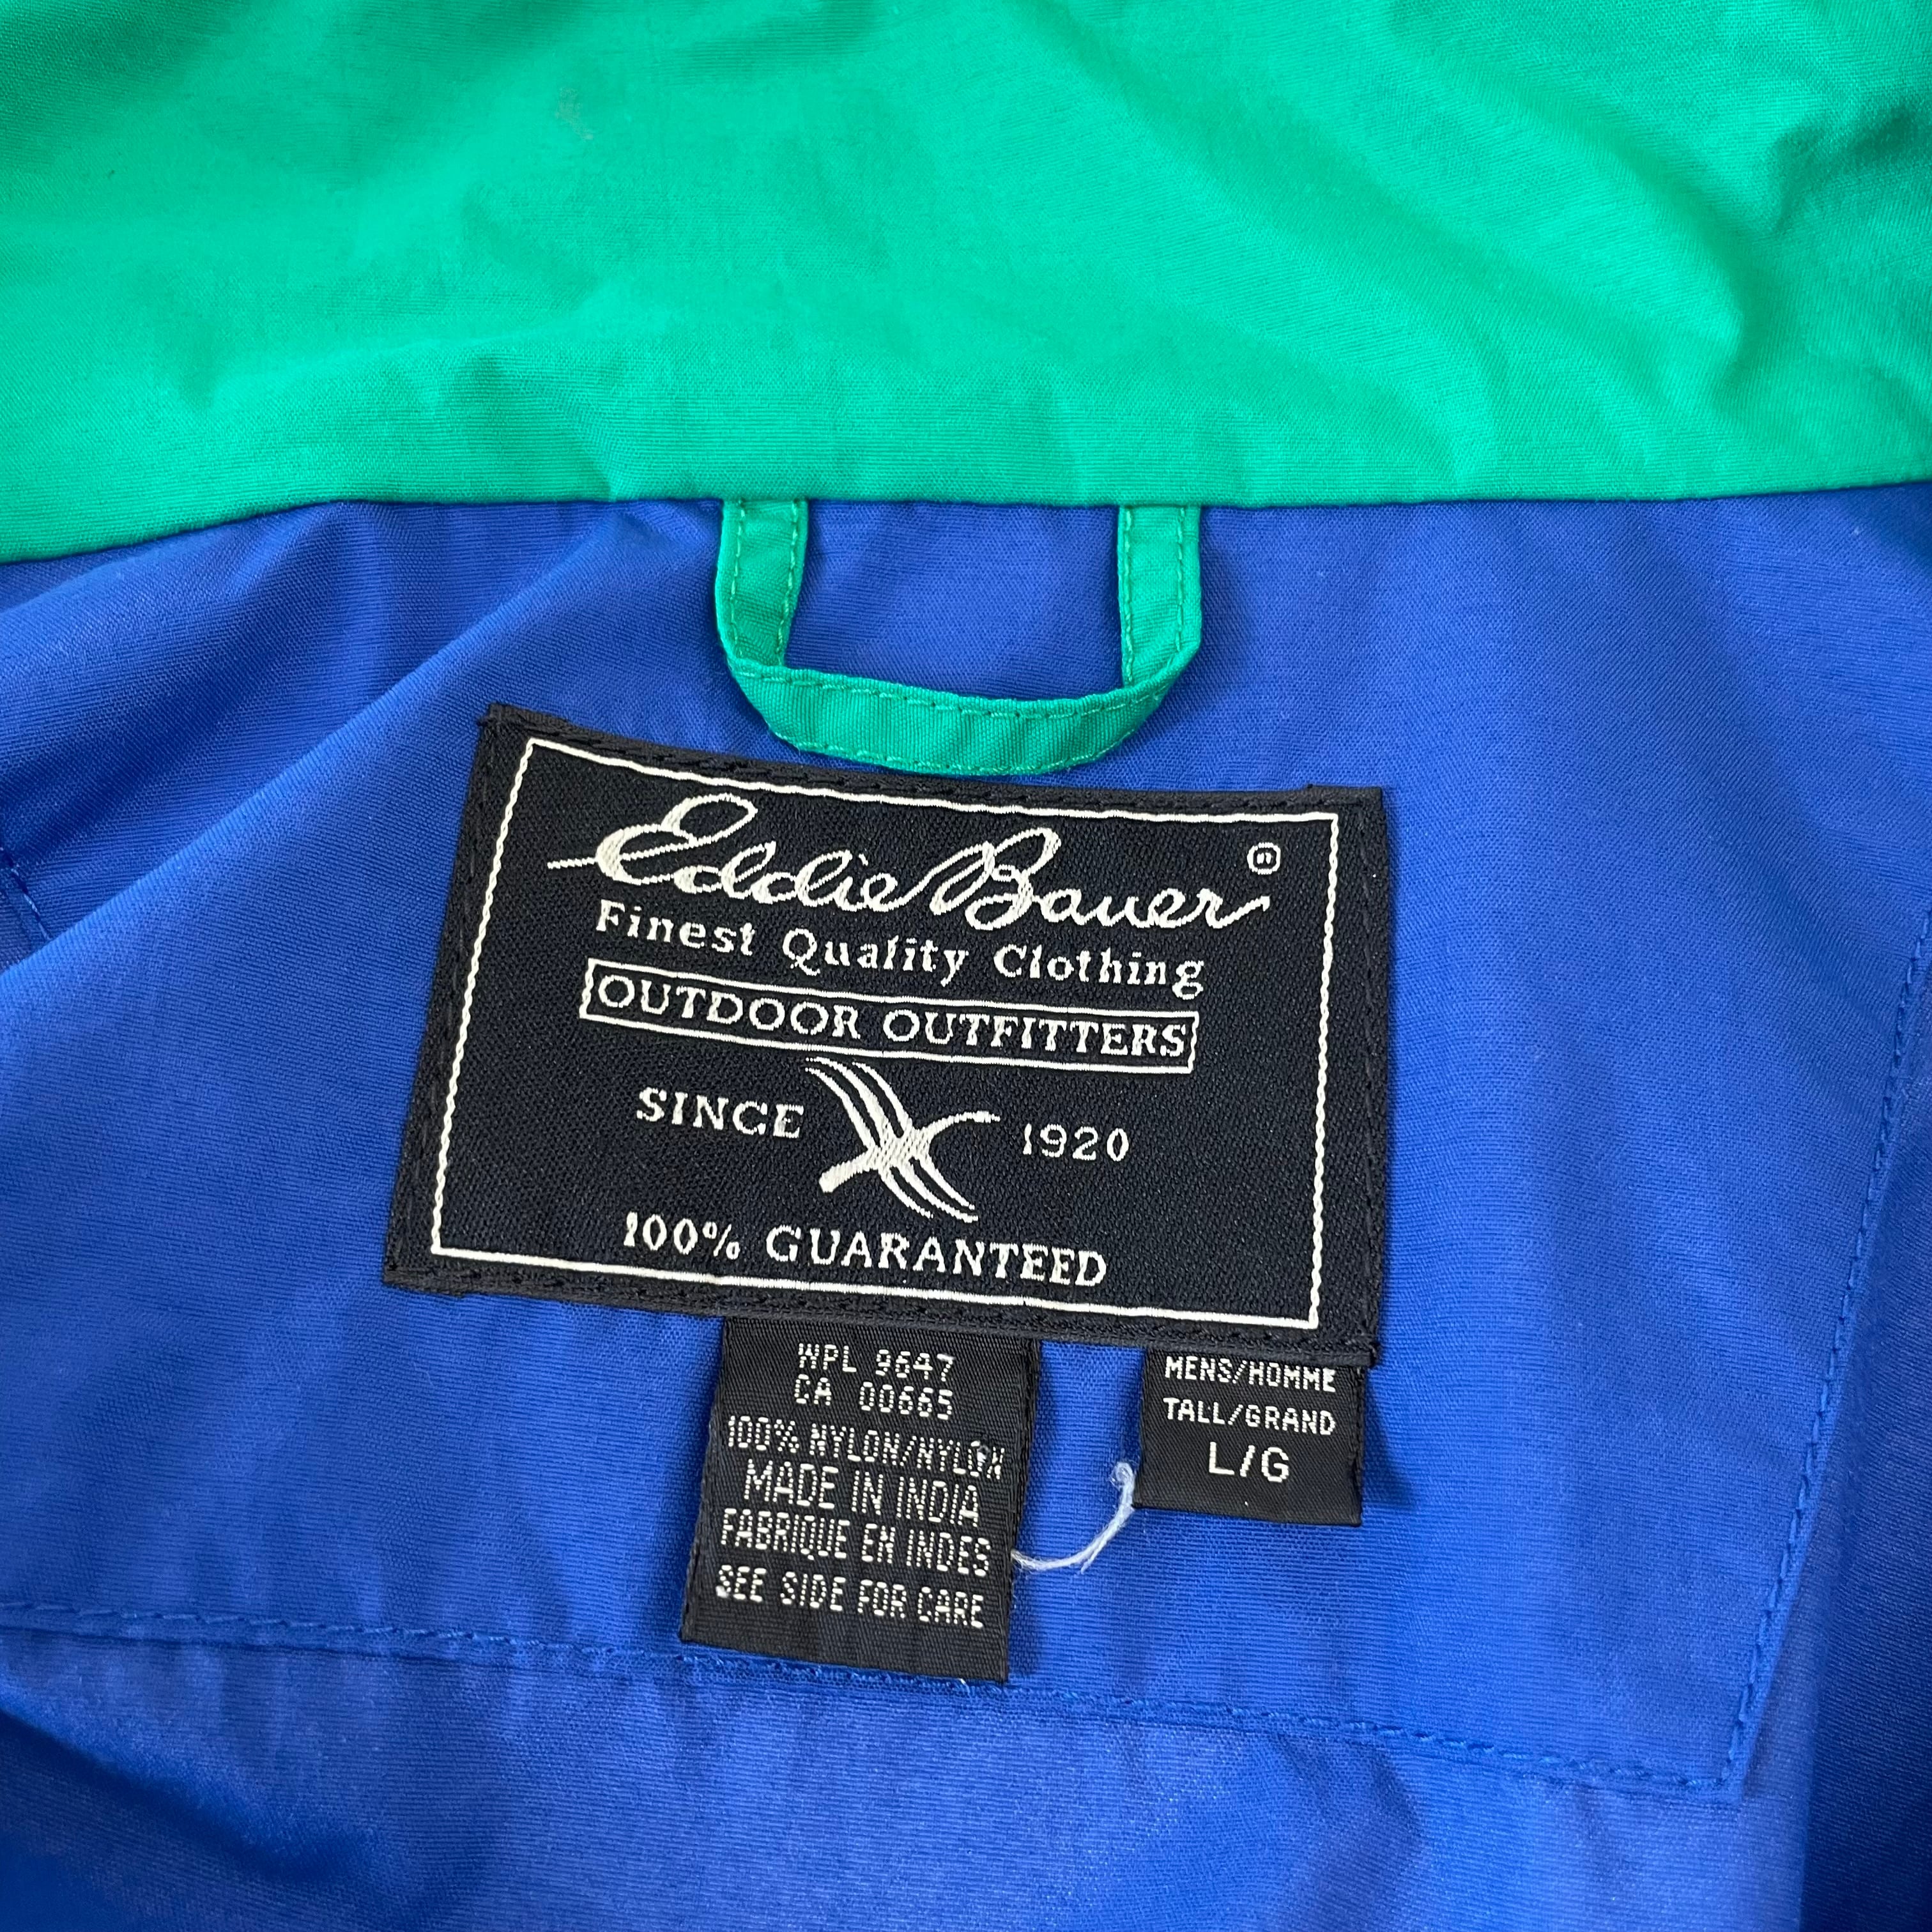 Eddie Bauer®
Finest Quality Clothing
OUTDOOR OUTFITTERS
SINCE 1920
100% GUARANTEED
WPL 9647
CA 00665
100% NYLON/NYLON
MADE IN INDIA
FABRIQUE EN INDES
SEE SIDE FOR CARE
MENS/HOMME
TALL/GRAND
L/G